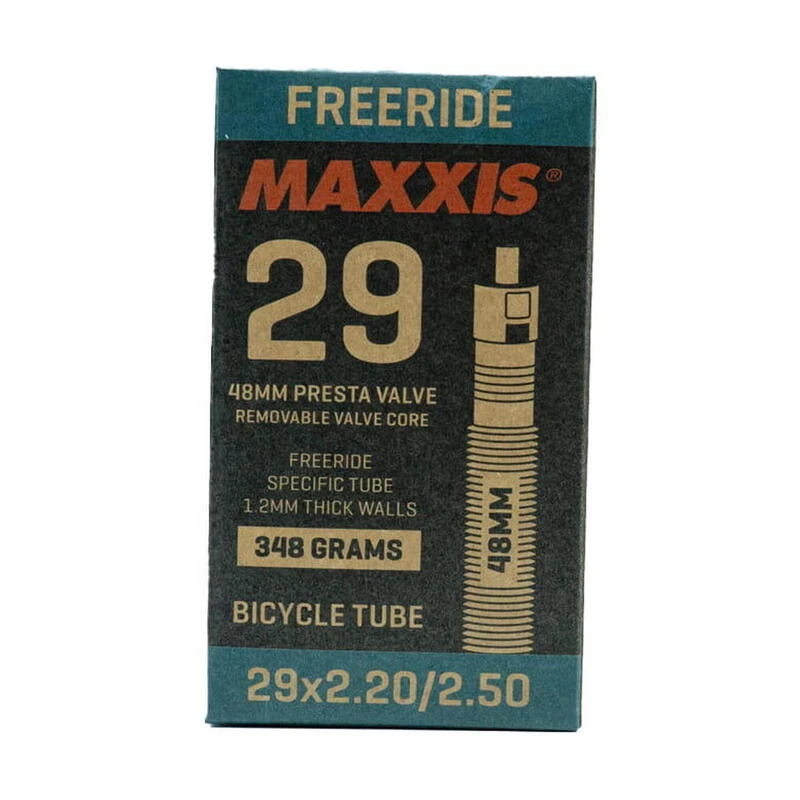 FREERIDE
MAXXIS®
29
48MM PRESTA VALVE
REMOVABLE VALVE CORE
FREERIDE
SPECIFIC TUBE
1.2MM THICK WALLS
348 GRAMS
48MM
BICYCLE TUBE
29x2.20/2.50